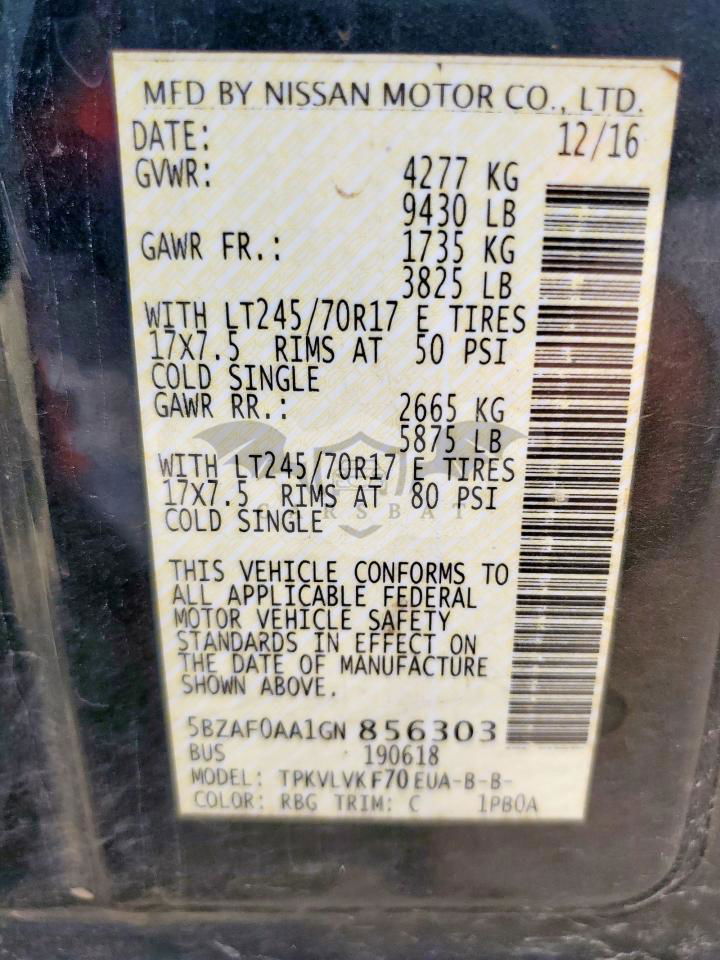 MFD BY NISSAN MOTOR CO., LTD.
DATE: 12/16
GVWR: 4277 KG
9430 LB
GAWR FR.: 1735 KG
3825 LB
WITH LT245/70R17 E TIRES
17X7.5 RIMS AT 50 PSI
COLD SINGLE
GAWR RR.: 2665 KG
5875 LB
WITH LT245/70R17 E TIRES
17X7.5 RIMS AT 80 PSI
COLD SINGLE
THIS VEHICLE CONFORMS TO
ALL APPLICABLE FEDERAL
MOTOR VEHICLE SAFETY
STANDARDS IN EFFECT ON
THE DATE OF MANUFACTURE
SHOWN ABOVE.
5BZAF0AA1GN 856303
BUS 190618
MODEL: TPKVLVKF70EUA-B-B-
COLOR: RBG TRIM: C 1PB0A